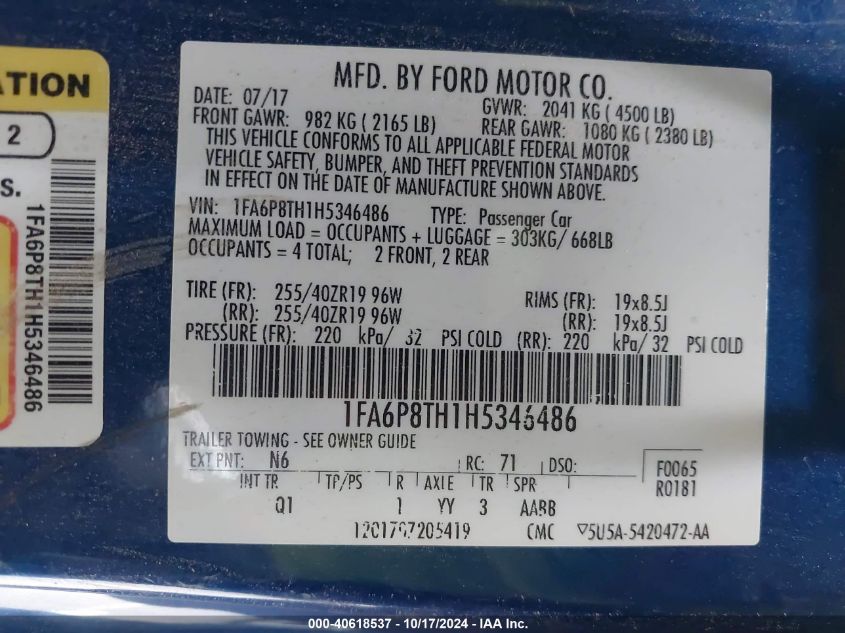 ATION
2
S.
1FA6P8TH1H5346486
MFD. BY FORD MOTOR CO.
DATE: 07/17 GVWR: 2041 KG ( 4500 LB)
FRONT GAWR: 982 KG ( 2165 LB) REAR GAWR: 1080 KG ( 2380 LB)
THIS VEHICLE CONFORMS TO ALL APPLICABLE FEDERAL MOTOR
VEHICLE SAFETY, BUMPER, AND THEFT PREVENTION STANDARDS
IN EFFECT ON THE DATE OF MANUFACTURE SHOWN ABOVE.
VIN: 1FA6P8TH1H5346486 TYPE: Passenger Car
MAXIMUM LOAD = OCCUPANTS + LUGGAGE = 303KG/ 668LB
OCCUPANTS = 4 TOTAL; 2 FRONT, 2 REAR
TIRE (FR): 255/40ZR19 96W RIMS (FR): 19x8.5J
(RR): 255/40ZR19 96W (RR): 19x8.5J
PRESSURE (FR): 220 kPa/ 32 PSI COLD (RR): 220 kPa/ 32 PSI COLD
1FA6P8TH1H5346486
TRAILER TOWING - SEE OWNER GUIDE
EXT PNT: N6 RC: 71 DSO: F0065
INT TR TP/PS R AXLE TR SPR R0181
Q1 1 YY 3 AABB
CMC ▽5U5A-5420472-AA
000-40618537 - 10/17/2024 - IAAI Inc.